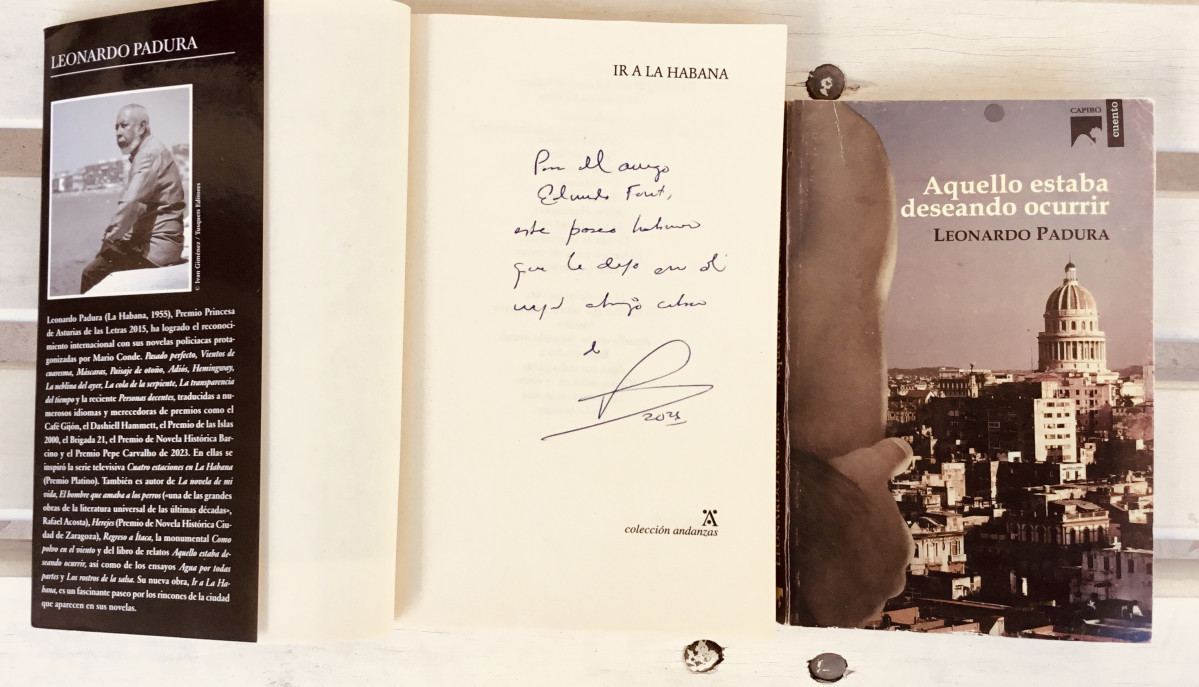 LEONARDO PADURA
© Iván Giménez / Tusquets Editores
Leonardo Padura (La Habana, 1955), Premio Princesa
de Asturias de las Letras 2015, ha logrado el reconoci-
miento internacional con sus novelas policiacas prota-
gonizadas por Mario Conde. Pasado perfecto, Vientos de
cuaresma, Máscaras, Paisaje de otoño, Adiós, Hemingway,
La neblina del ayer, La cola de la serpiente, La transparencia
del tiempo y la reciente Personas decentes, traducidas a nu-
merosos idiomas y merecedoras de premios como el
Café Gijón, el Dashiell Hammett, el Premio de las Islas
2000, el Brigada 21, el Premio de Novela Histórica Bar-
cino y el Premio Pepe Carvalho de 2023. En ellas se
inspiró la serie televisiva Cuatro estaciones en La Habana
(Premio Platino). También es autor de La novela de mi
vida, El hombre que amaba a los perros («una de las grandes
obras de la literatura universal de las últimas décadas»,
Rafael Acosta), Herejes (Premio de Novela Histórica Ciu-
dad de Zaragoza), Regreso a Ítaca, la monumental Como
polvo en el viento y del libro de relatos Aquello estaba de-
seando ocurrir, así como de los ensayos Agua por todas
partes y Los rostros de la salsa. Su nueva obra, Ir a La Ha-
bana, es un fascinante paseo por los rincones de la ciudad
que aparecen en sus novelas.
IR A LA HABANA
amigo
Font,
este paseo habanero
que le dejo en el
abrazo cubano
de
colección andanzas
CAPIRO
cuento
Aquello estaba
deseando ocurrir
LEONARDO PADURA